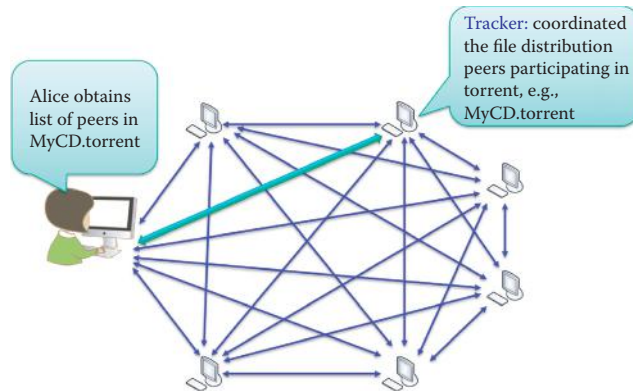 Alice obtains
list of peers in
MyCD.torrent
Tracker: coordinated
the file distribution
peers participating in
torrent, e.g.,
MyCD.torrent